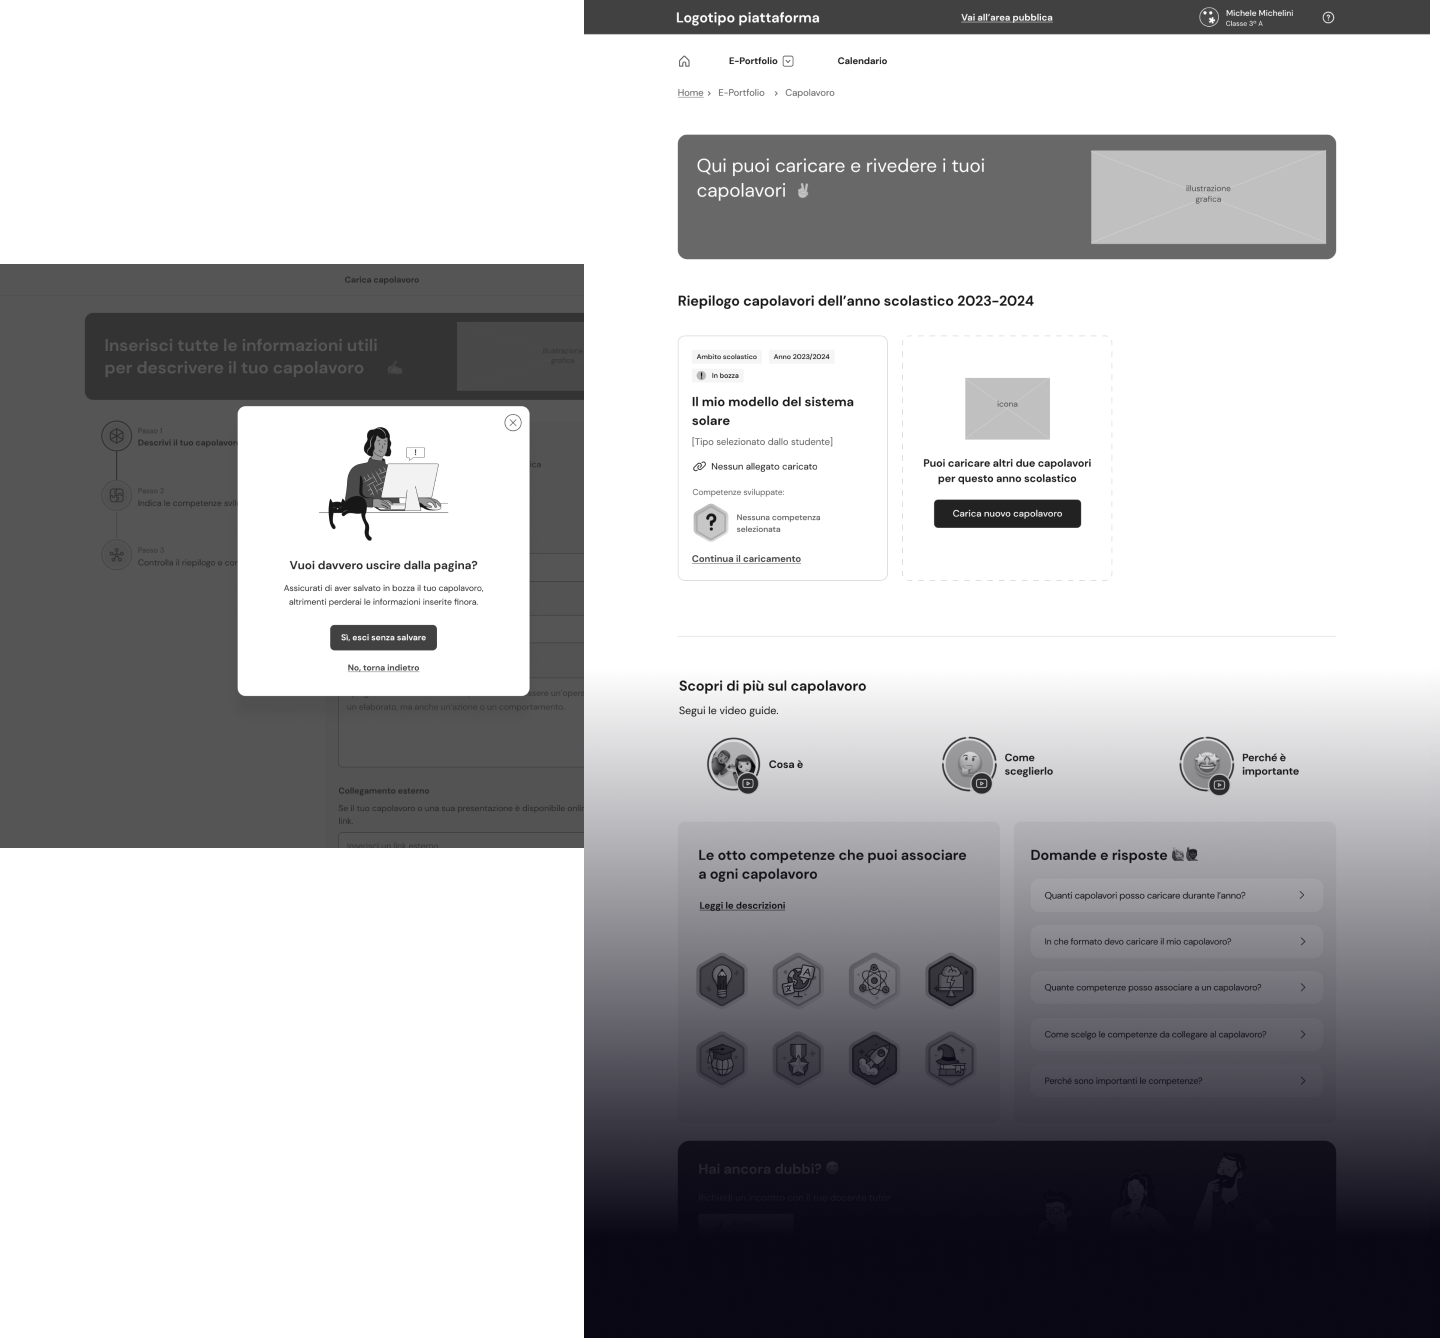 Logotipo piattaforma
Vai all'area pubblica
Michele Michelini
Classe 3ª A
E-Portfolio
Calendario
Home › E-Portfolio › Capolavoro
Qui puoi caricare e rivedere i tuoi
capolavori
illustrazione
grafica
Riepilogo capolavori dell'anno scolastico 2023-2024
Ambito scolastico
Anno 2023/2024
In bozza
Il mio modello del sistema
solare
[Tipo selezionato dallo studente]
Nessun allegato caricato
Competenze sviluppate:
Nessuna competenza
selezionata
Continua il caricamento
icona
Puoi caricare altri due capolavori
per questo anno scolastico
Carica nuovo capolavoro
Scopri di più sul capolavoro
Segui le video guide.
Cosa è
Come
sceglierlo
Perché è
importante
Le otto competenze che puoi associare
a ogni capolavoro
Leggi le descrizioni
Domande e risposte
Quanti capolavori posso caricare durante l'anno?
In che formato devo caricare il mio capolavoro?
Quante competenze posso associare a un capolavoro?
Come scelgo le competenze da collegare al capolavoro?
Perché sono importanti le competenze?
Hai ancora dubbi?
Richiedi un incontro con il tuo docente tutor
Carica capolavoro
Inserisci tutte le informazioni utili
per descrivere il tuo capolavoro
illustrazione
grafica
Passo 1
Descrivi il tuo capolavoro
Passo 2
Indica le competenze
Passo 3
Controlla il riepilogo e
!
Vuoi davvero uscire dalla pagina?
Assicurati di aver salvato in bozza il tuo capolavoro,
altrimenti perderai le informazioni inserite finora.
Sì, esci senza salvare
No, torna indietro
un elaborato, ma anche un'azione o un comportamento.
Collegamento esterno
Se il tuo capolavoro o una sua presentazione è disponibile
link.
Inserisci un link esterno